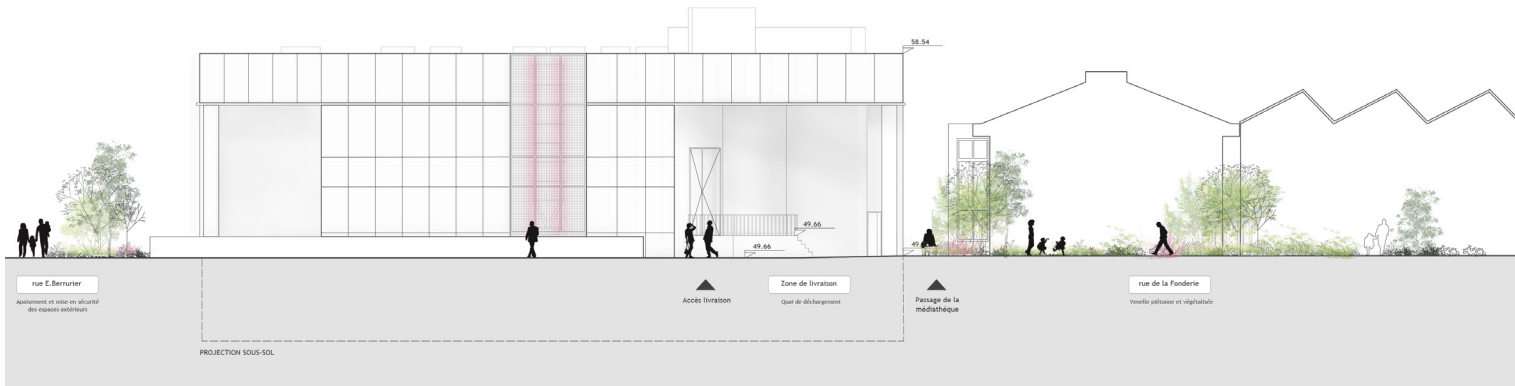 58.54
49.66
49.66
49.
rue E.Berrurier
Apaisement et mise en sécurité
des espaces extérieurs
Accès livraison
Zone de livraison
Quai de déchargement
Passage de la
médiathèque
rue de la Fonderie
Venelle piétonne et végétalisée
PROJECTION SOUS-SOL